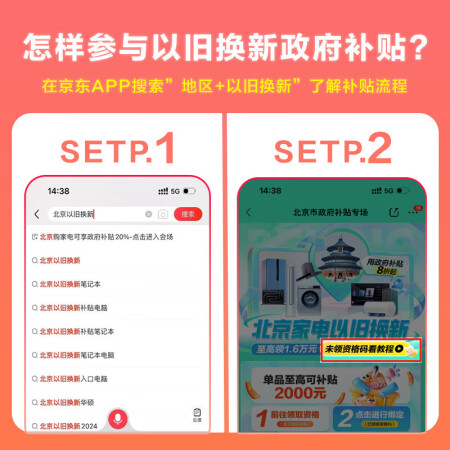 怎样参与以旧换新政府补贴?
在京东APP搜索”地区+以旧换新”了解补贴流程
SETP.1
14:38
5G
北京以旧换新
搜索
北京购家电可享政府补贴20%-点击进入会场
北京以旧换新
北京以旧换新笔记本
北京以旧换新补贴电脑
北京以旧换新补贴笔记本
北京以旧换新笔记本电脑
北京以旧换新入口电脑
北京以旧换新华硕
北京以旧换新2024
SETP.2
14:38
5G
北京市政府补贴专场
用政府补贴
8折起
北京家电以旧换新
至高领1.6万元
未领资格码看教程
单品至高可补贴
2000元
1前往领取资格
2点击进行绑定